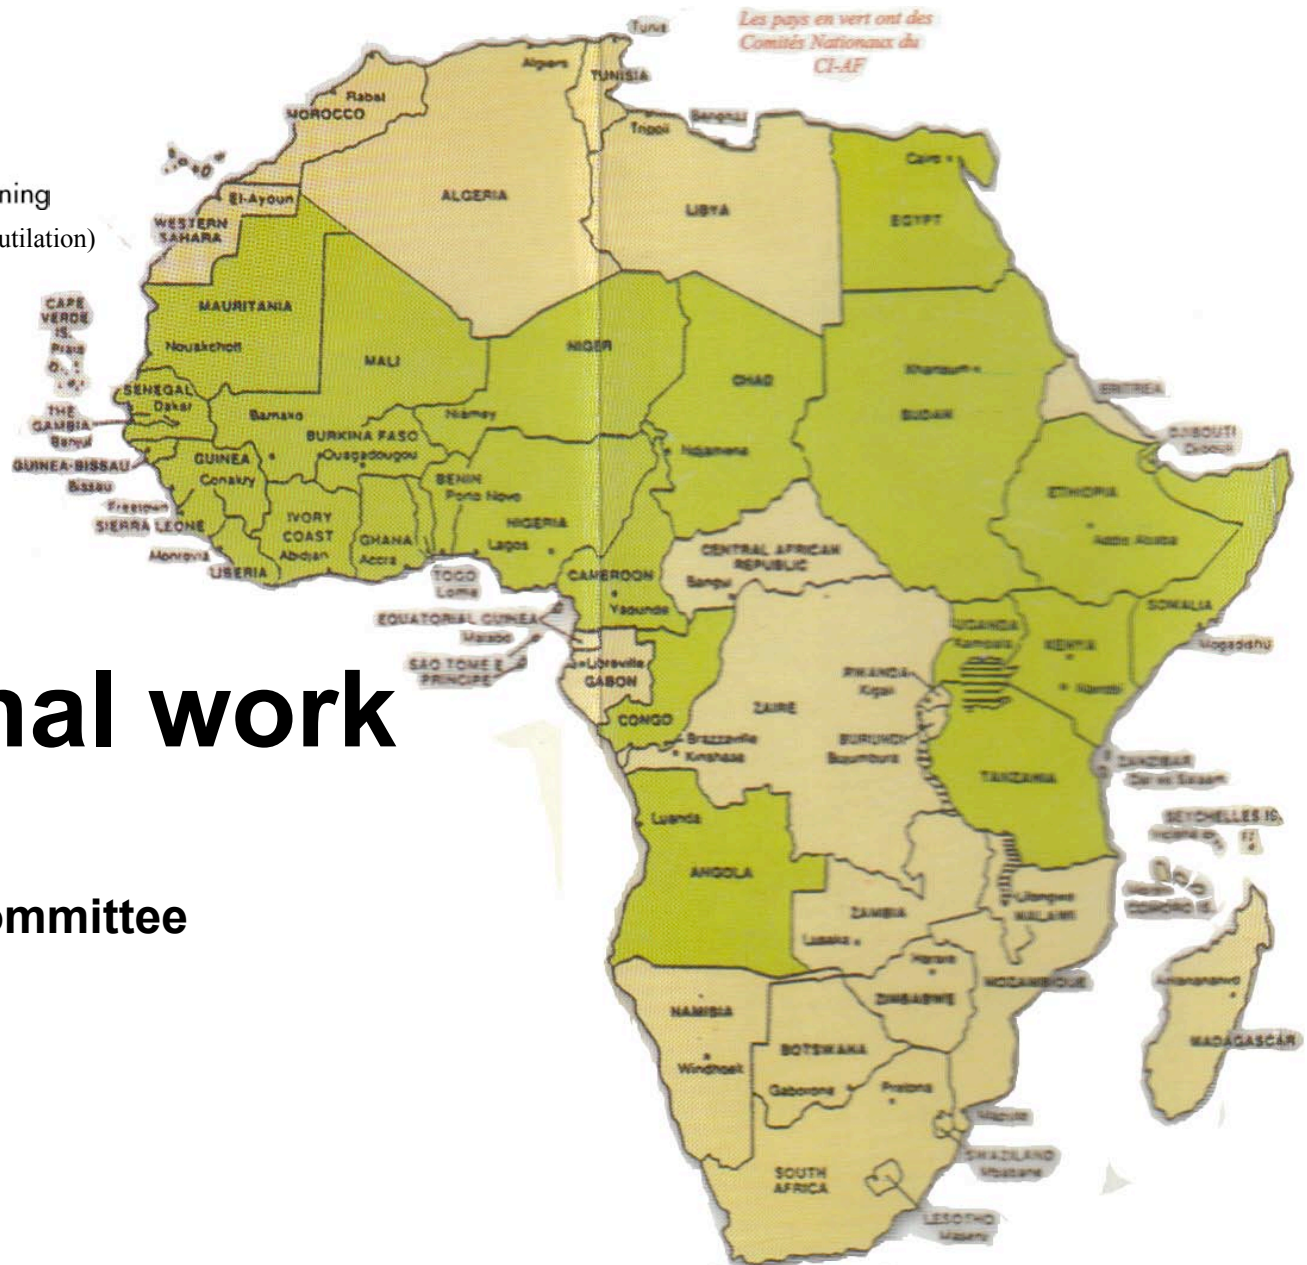 Les pays en vert ont des
Comités Nationaux du
CI-AF
ning
utilation)
nal work
ommittee
Tunis
Algiers
TUNISIA
Rabat
MOROCCO
Tripoli
Benghazi
Cairo
El-Ayoun
ALGERIA
LIBYA
EGYPT
WESTERN
SAHARA
CAPE
VERDE
IS.
Praia
MAURITANIA
Nouakchott
MALI
NIGER
CHAD
Khartoum
SUDAN
ERITREA
DJIBOUTI
Djibouti
SENEGAL
Dakar
THE
GAMBIA
Banjul
Bamako
Niamey
BURKINA FASO
Ouagadougou
Ndjamena
GUINEA-BISSAU
Bissau
GUINEA
Conakry
BENIN
Porto Novo
ETHIOPIA
Addis Ababa
Freetown
SIERRA LEONE
IVORY
COAST
Abidjan
GHANA
Accra
NIGERIA
Lagos
Monrovia
LIBERIA
TOGO
Lome
CAMEROON
Yaounde
CENTRAL AFRICAN
REPUBLIC
Bangui
EQUATORIAL GUINEA
Malabo
SAO TOME E
PRINCIPE
Libreville
GABON
CONGO
Brazzaville
Kinshasa
ZAIRE
UGANDA
Kampala
KENYA
Nairobi
SOMALIA
Mogadishu
RWANDA
Kigali
BURUNDI
Bujumbura
TANZANIA
ZANZIBAR
Dar es Salaam
SEYCHELLES IS.
Luanda
ANGOLA
ZAMBIA
Lusaka
Lilongwe
MALAWI
COMORO IS.
Harare
ZIMBABWE
MOZAMBIQUE
Antananarivo
MADAGASCAR
NAMIBIA
Windhoek
BOTSWANA
Gaborone
Pretoria
Maputo
SWAZILAND
Mbabane
SOUTH
AFRICA
LESOTHO
Maseru